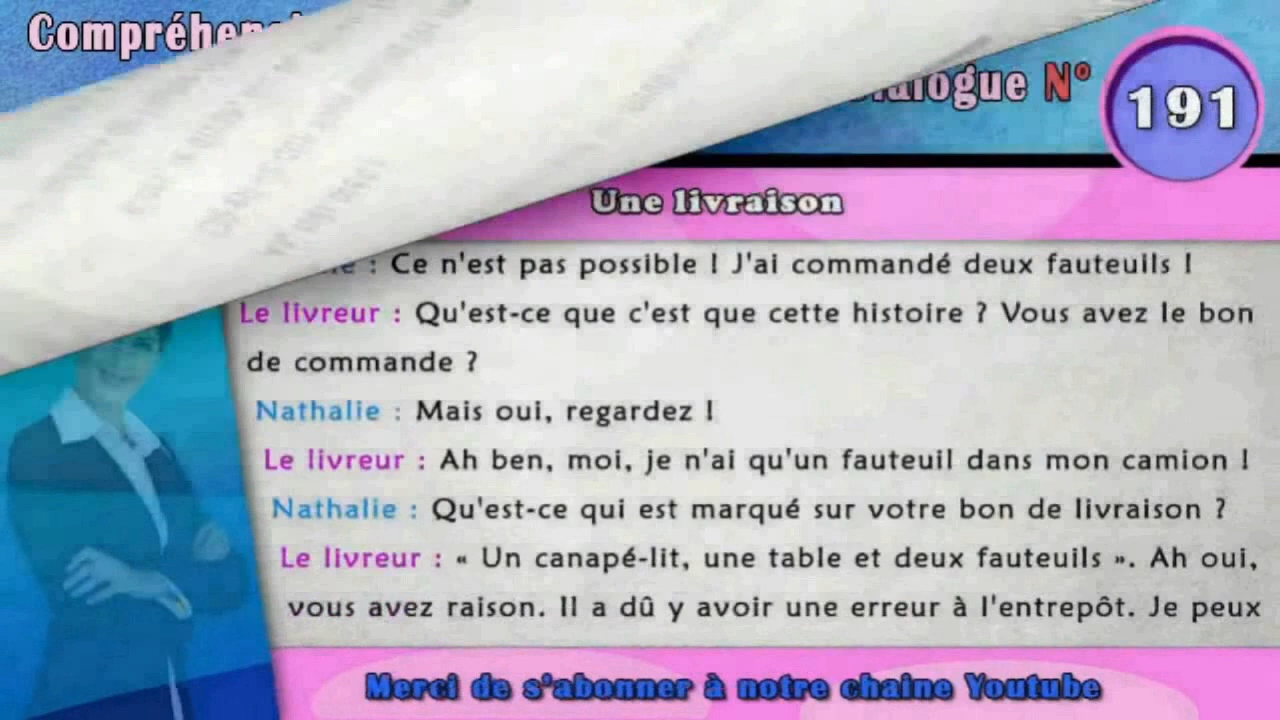 Dialogue N°
191
Une livraison
: Ce n'est pas possible ! J'ai commandé deux fauteuils !
Le livreur : Qu'est-ce que c'est que cette histoire ? Vous avez le bon
de commande ?
Nathalie : Mais oui, regardez !
Le livreur : Ah ben, moi, je n'ai qu'un fauteuil dans mon camion !
Nathalie : Qu'est-ce qui est marqué sur votre bon de livraison ?
Le livreur : « Un canapé-lit, une table et deux fauteuils ». Ah oui,
vous avez raison. Il a dû y avoir une erreur à l'entrepôt. Je peux
Merci de s'abonner à notre chaine Youtube